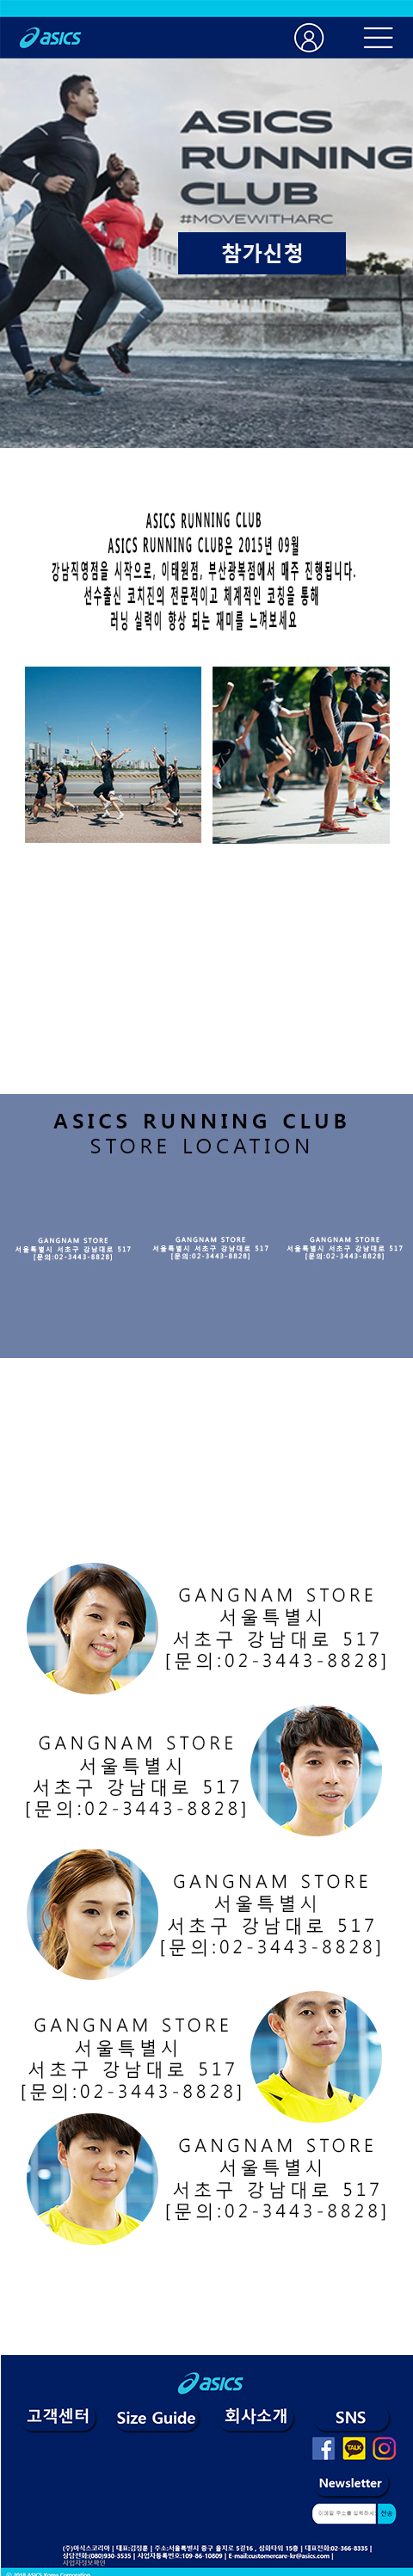 asics
ASICS
RUNNING
CLUB
#MOVEWITHARC
참가신청
ASICS RUNNING CLUB
ASICS RUNNING CLUB은 2015년 09월
강남직영점을 시작으로, 이태원점, 부산광복점에서 매주 진행됩니다.
선수출신 코치진의 전문적이고 체계적인 코칭을 통해
러닝 실력이 향상 되는 재미를 느껴보세요
ASICS RUNNING CLUB
STORE LOCATION
GANGNAM STORE
서울특별시 서초구 강남대로 517
[문의:02-3443-8828]
GANGNAM STORE
서울특별시 서초구 강남대로 517
[문의:02-3443-8828]
GANGNAM STORE
서울특별시 서초구 강남대로 517
[문의:02-3443-8828]
GANGNAM STORE
서울특별시
서초구 강남대로 517
[문의:02-3443-8828]
GANGNAM STORE
서울특별시
서초구 강남대로 517
[문의:02-3443-8828]
GANGNAM STORE
서울특별시
서초구 강남대로 517
[문의:02-3443-8828]
GANGNAM STORE
서울특별시
서초구 강남대로 517
[문의:02-3443-8828]
GANGNAM STORE
서울특별시
서초구 강남대로 517
[문의:02-3443-8828]
asics
고객센터 Size Guide 회사소개 SNS
TALK
Newsletter
이메일 주소를 입력하세요 전송
(주)아식스코리아 | 대표:김정훈 | 주소:서울특별시 중구 을지로 5길16 , 삼화타워 15층 | 대표전화:02-366-8335 |
상담전화:(080)930-3535 | 사업자등록번호:109-86-10809 | E-mail:customercare-kr@asics.com |
사업자정보확인
© 2018 ASICS Korea Corporation